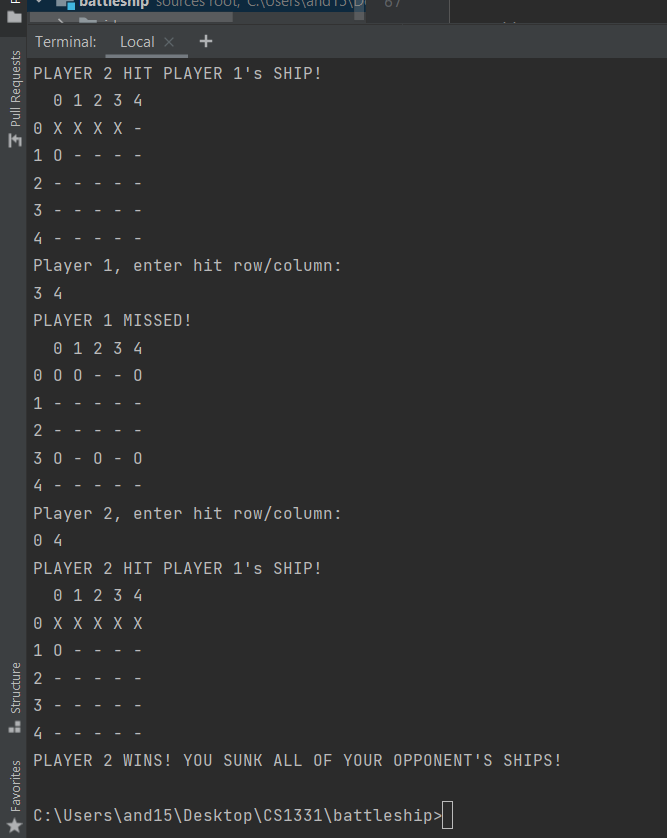 battleship sources root, C:\Users\and15\De
67
Terminal: Local × +
Pull Requests
PLAYER 2 HIT PLAYER 1's SHIP!
0 1 2 3 4
0 X X X X -
1 O - - - -
2 - - - - -
3 - - - - -
4 - - - - -
Player 1, enter hit row/column:
3 4
PLAYER 1 MISSED!
0 1 2 3 4
0 O O - - O
1 - - - - -
2 - - - - -
3 O - O - O
4 - - - - -
Player 2, enter hit row/column:
0 4
PLAYER 2 HIT PLAYER 1's SHIP!
0 1 2 3 4
0 X X X X X
1 O - - - -
2 - - - - -
3 - - - - -
4 - - - - -
PLAYER 2 WINS! YOU SUNK ALL OF YOUR OPPONENT'S SHIPS!
C:\Users\and15\Desktop\CS1331\battleship>
Structure
Favorites